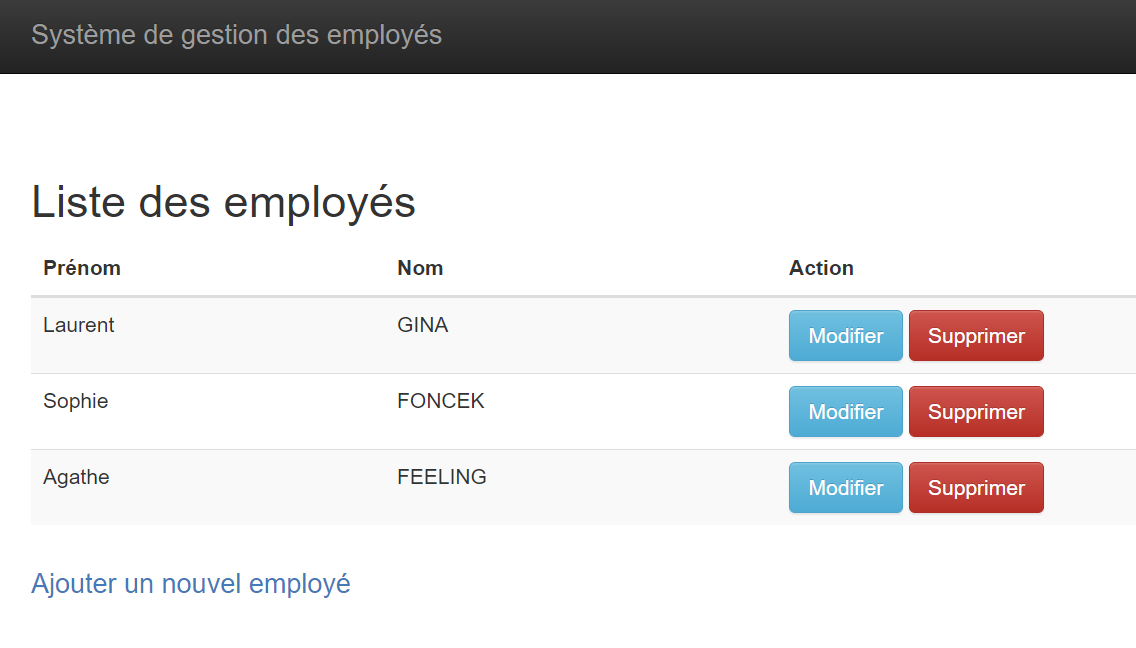 Système de gestion des employés
Liste des employés
Prénom Nom Action
Laurent GINA Modifier Supprimer
Sophie FONCEK Modifier Supprimer
Agathe FEELING Modifier Supprimer
Ajouter un nouvel employé